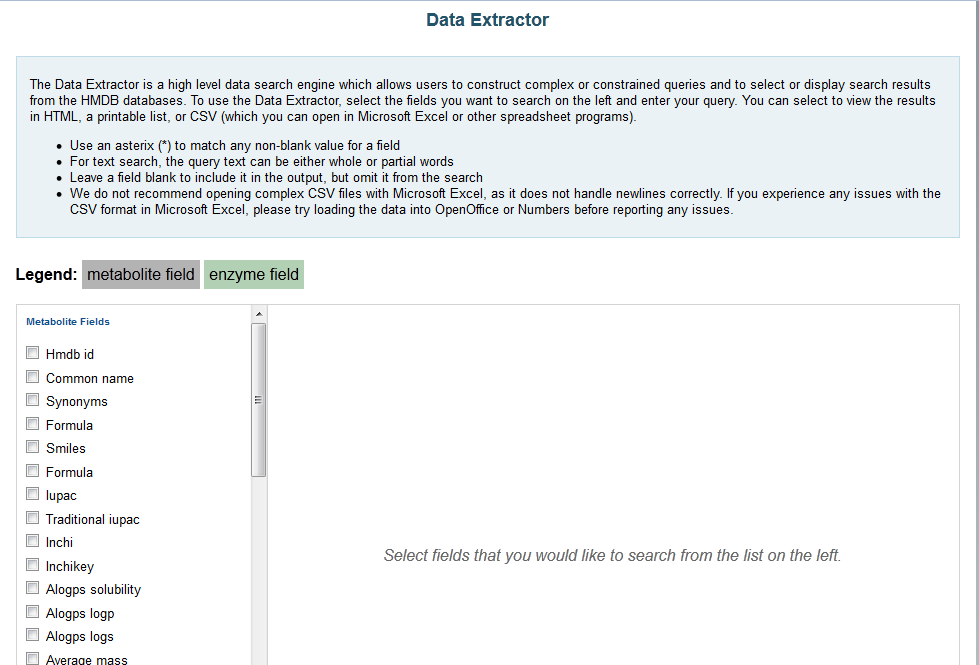 Data Extractor
The Data Extractor is a high level data search engine which allows users to construct complex or constrained queries and to select or display search results
from the HMDB databases. To use the Data Extractor, select the fields you want to search on the left and enter your query. You can select to view the results
in HTML, a printable list, or CSV (which you can open in Microsoft Excel or other spreadsheet programs).
• Use an asterix (*) to match any non-blank value for a field
• For text search, the query text can be either whole or partial words
• Leave a field blank to include it in the output, but omit it from the search
• We do not recommend opening complex CSV files with Microsoft Excel, as it does not handle newlines correctly. If you experience any issues with the
CSV format in Microsoft Excel, please try loading the data into OpenOffice or Numbers before reporting any issues.
Legend: metabolite field enzyme field
Metabolite Fields
Hmdb id
Common name
Synonyms
Formula
Smiles
Formula
Iupac
Traditional iupac
Inchi
Inchikey
Alogps solubility
Alogps logp
Alogps logs
Average mass
Select fields that you would like to search from the list on the left.